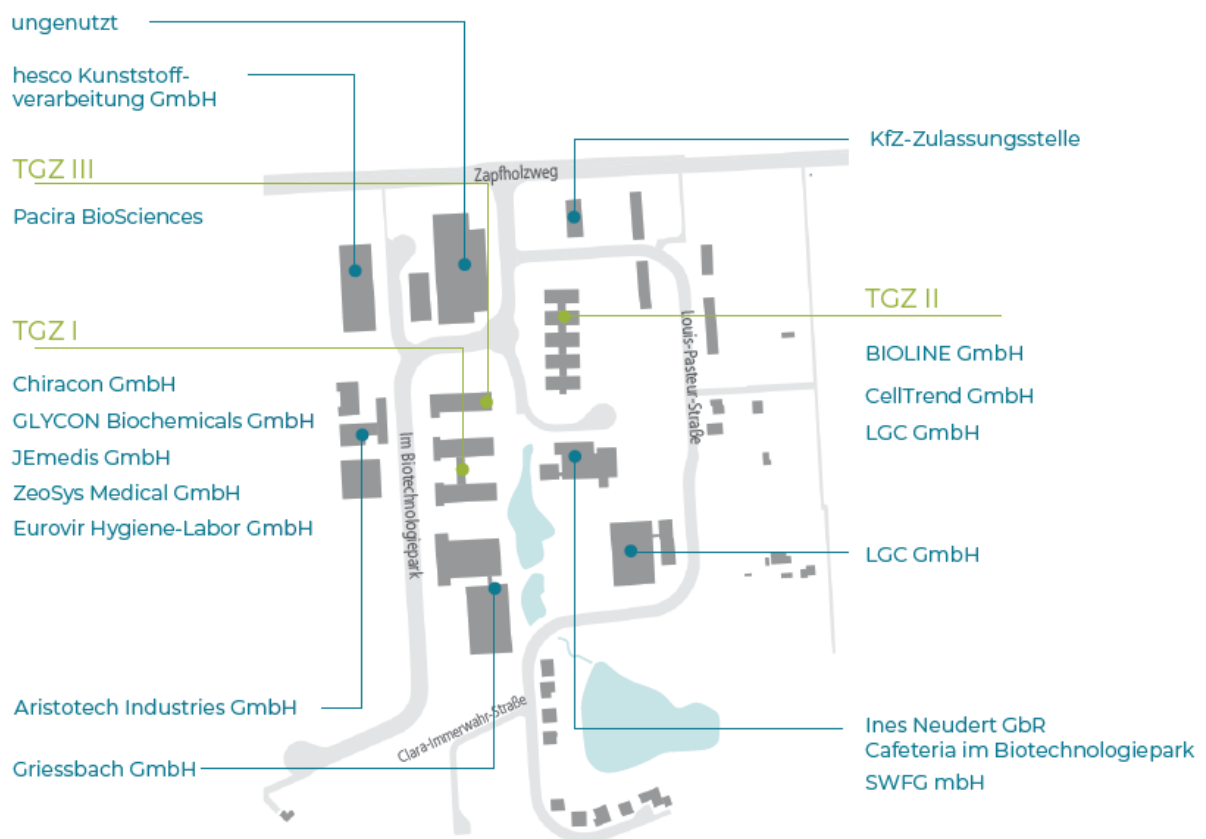 ungenutzt
hesco Kunststoff-
verarbeitung GmbH
TGZ III
Pacira BioSciences
TGZ I
Chiracon GmbH
GLYCON Biochemicals GmbH
JEmedis GmbH
ZeoSys Medical GmbH
Eurovir Hygiene-Labor GmbH
Aristotech Industries GmbH
Griessbach GmbH
Zapfholzweg
Im Biotechnologiepark
Louis-Pasteur-Straße
Clara-Immerwahr-Straße
KfZ-Zulassungsstelle
TGZ II
BIOLINE GmbH
CellTrend GmbH
LGC GmbH
LGC GmbH
Ines Neudert GbR
Cafeteria im Biotechnologiepark
SWFG mbH